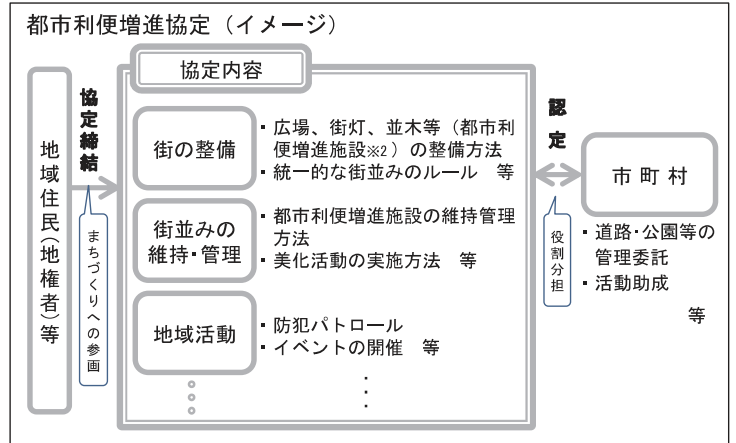 都市利便増進協定（イメージ）
地域住民(地権者)等
協定締結
まちづくりへの参画
協定内容
街の整備
・広場、街灯、並木等（都市利
便増進施設※2）の整備方法
・統一的な街並みのルール　等
街並みの
維持・管理
・都市利便増進施設の維持管理
方法
・美化活動の実施方法　等
地域活動
・防犯パトロール
・イベントの開催　等
認定
役割分担
市町村
・道路・公園等の
管理委託
・活動助成
等